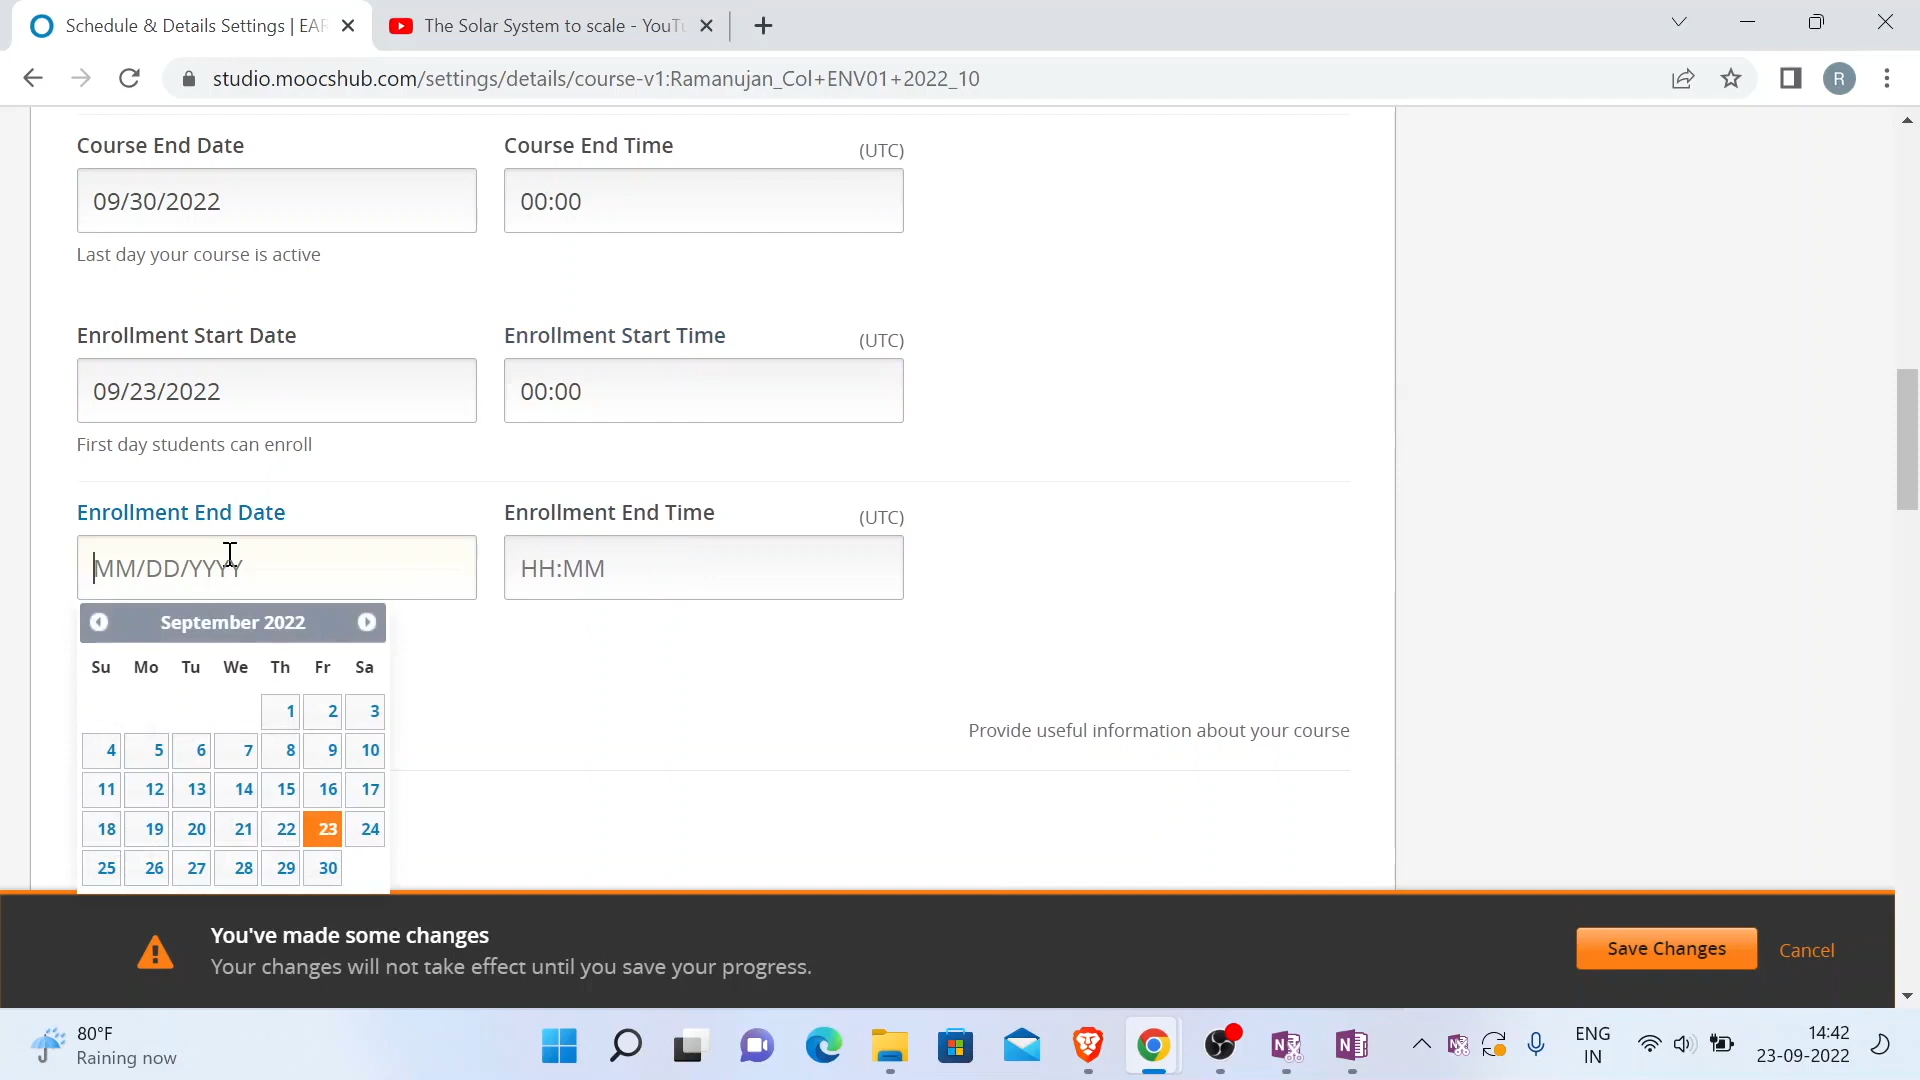 Schedule & Details Settings | EAR
The Solar System to scale - YouTu
studio.moocshub.com/settings/details/course-v1:Ramanujan_Col+ENV01+2022_10
R
Course End Date
Course End Time
(UTC)
09/30/2022
00:00
Last day your course is active
Enrollment Start Date
Enrollment Start Time
(UTC)
09/23/2022
00:00
First day students can enroll
Enrollment End Date
Enrollment End Time
(UTC)
MM/DD/YYYY
HH:MM
September 2022
Su Mo Tu We Th Fr Sa
1 2 3
4 5 6 7 8 9 10
11 12 13 14 15 16 17
18 19 20 21 22 23 24
25 26 27 28 29 30
Provide useful information about your course
You've made some changes
Your changes will not take effect until you save your progress.
Save Changes
Cancel
80°F
Raining now
ENG
IN
14:42
23-09-2022